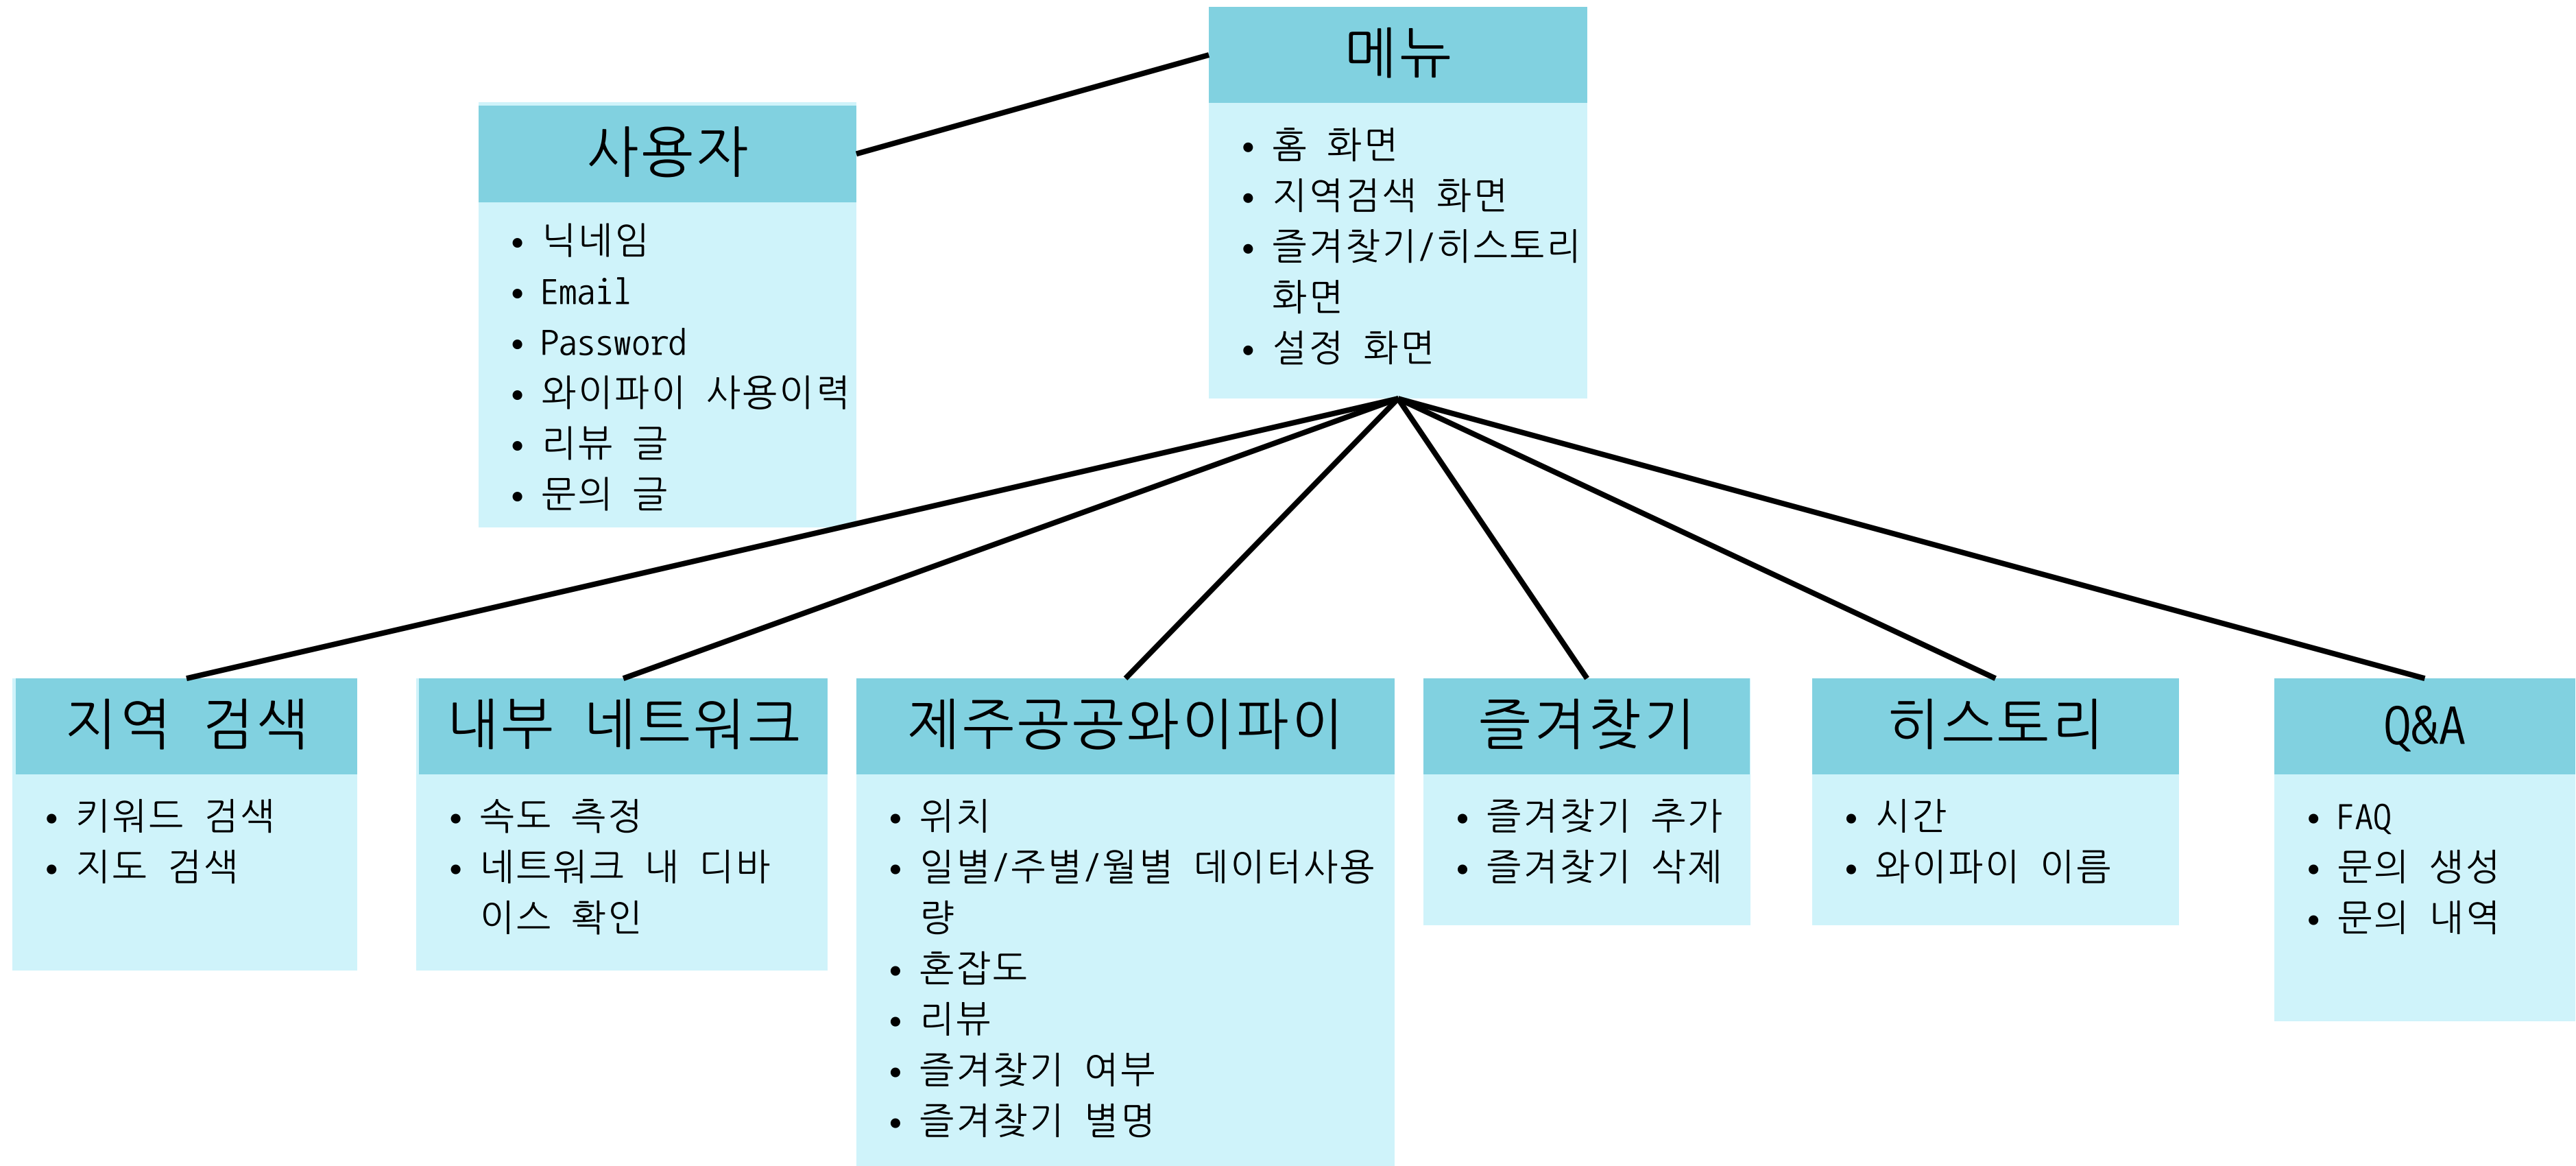 메뉴
• 홈 화면
• 지역검색 화면
• 즐겨찾기/히스토리
화면
• 설정 화면
사용자
• 닉네임
• Email
• Password
• 와이파이 사용이력
• 리뷰 글
• 문의 글
지역 검색
• 키워드 검색
• 지도 검색
내부 네트워크
• 속도 측정
• 네트워크 내 디바
이스 확인
제주공공와이파이
• 위치
• 일별/주별/월별 데이터사용
량
• 혼잡도
• 리뷰
• 즐겨찾기 여부
• 즐겨찾기 별명
즐겨찾기
• 즐겨찾기 추가
• 즐겨찾기 삭제
히스토리
• 시간
• 와이파이 이름
Q&A
• FAQ
• 문의 생성
• 문의 내역